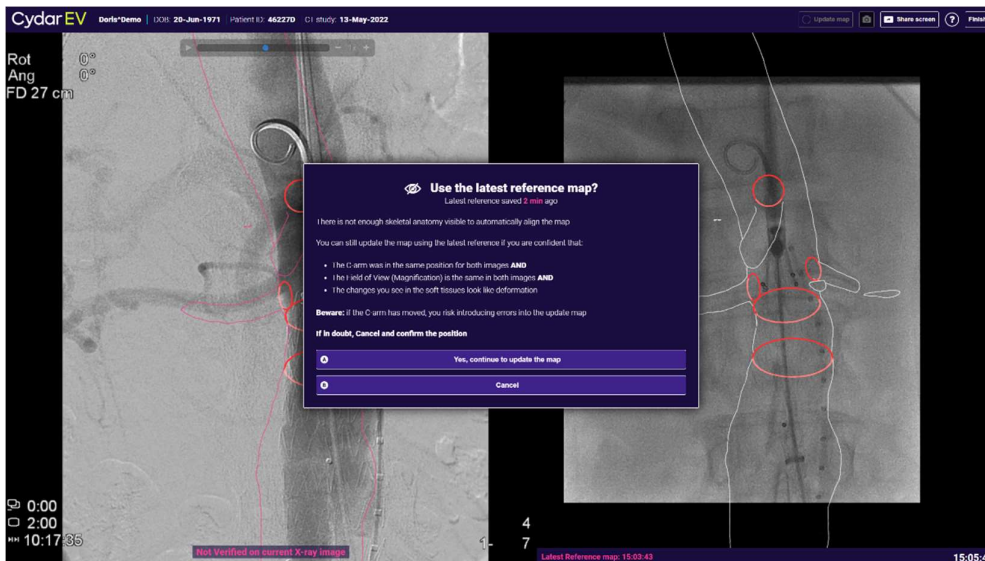 CydarEV Doris*Demo DOB: 20-Jun-1971 Patient ID: 46227D CT study: 13-May-2022 Update map Share screen ? Finish
Rot 0°
Ang 0°
FD 27 cm
Use the latest reference map?
Latest reference saved 2 min ago
There is not enough skeletal anatomy visible to automatically align the map
You can still update the map using the latest reference if you are confident that:
• The C-arm was in the same position for both images AND
• The Field of View (Magnification) is the same in both images AND
• The changes you see in the soft tissues look like deformation
Beware: if the C-arm has moved, you risk introducing errors into the update map
If in doubt, Cancel and confirm the position
A Yes, continue to update the map
B Cancel
0:00
2:00
10:17:35
4
1- 7
Not Verified on current X-ray image
Latest Reference map: 15:03:43
15:05:4